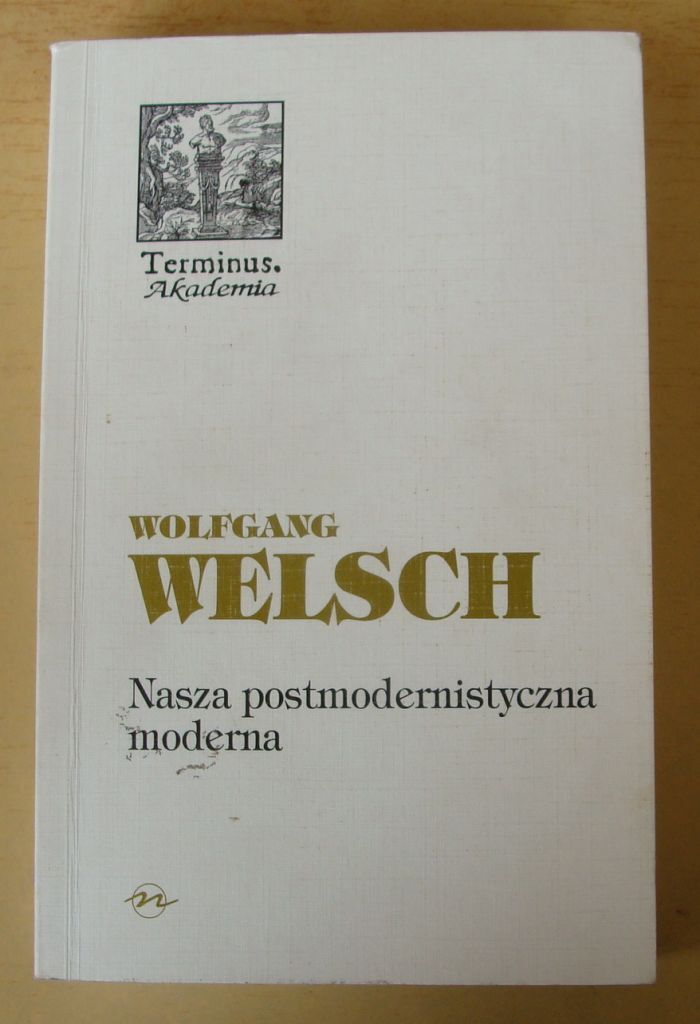 Terminus.
Akademia
WOLFGANG
WELSCH
Nasza postmodernistyczna
moderna
n